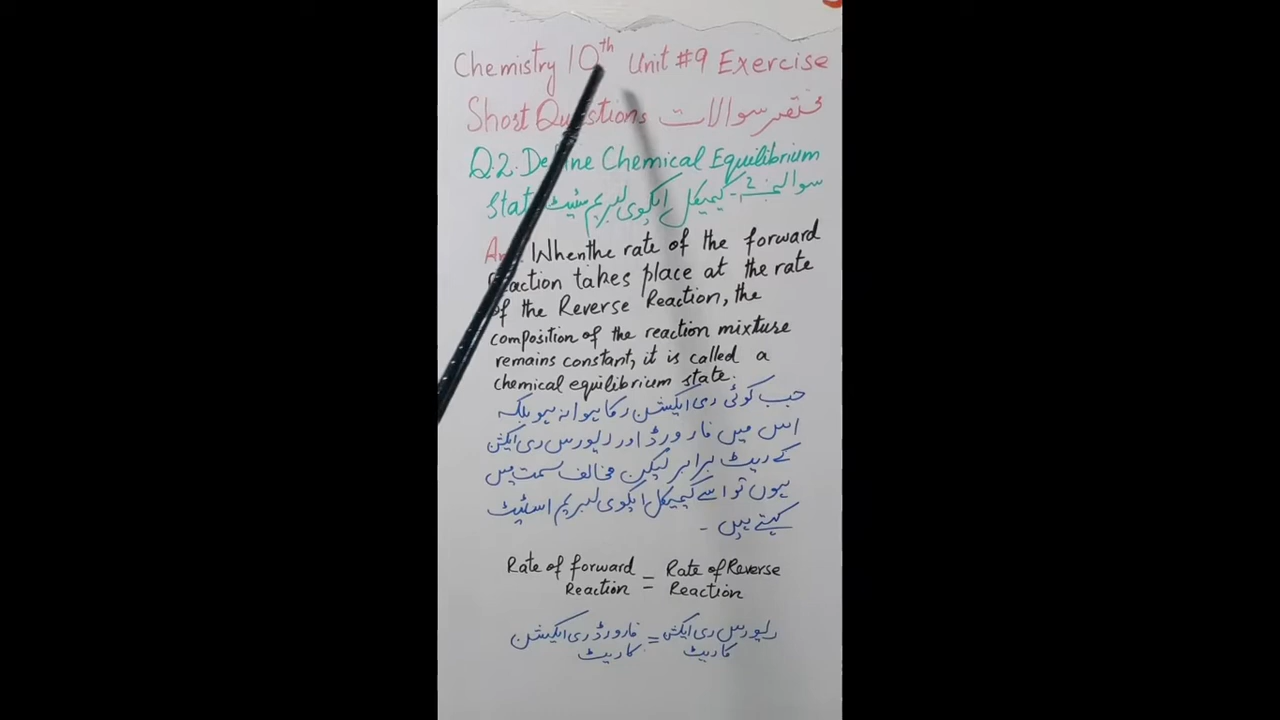 Chemistry 10th Unit #9 Exercise
Short Questions مختصر سوالات
Q.2. Define Chemical Equilibrium
State سوال نمبر 2۔ کیمیکل ایکوی لبریم سٹیٹ
Ans. When the rate of the forward
Reaction takes place at the rate
of the Reverse Reaction, the
composition of the reaction mixture
remains constant, it is called a
chemical equilibrium state.
جب کوئی ری ایکشن رکا ہوا نہ ہو بلکہ
اس میں فارورڈ اور ریورس ری ایکشن
کے ریٹ برابر لیکن مخالف سمت میں
ہوں تو اسے کیمیکل ایکوی لبریم اسٹیٹ
کہتے ہیں ۔
Rate of forward Reaction = Rate of Reverse Reaction
فارورڈ ری ایکشن کا ریٹ = ریورس ری ایکشن کا ریٹ